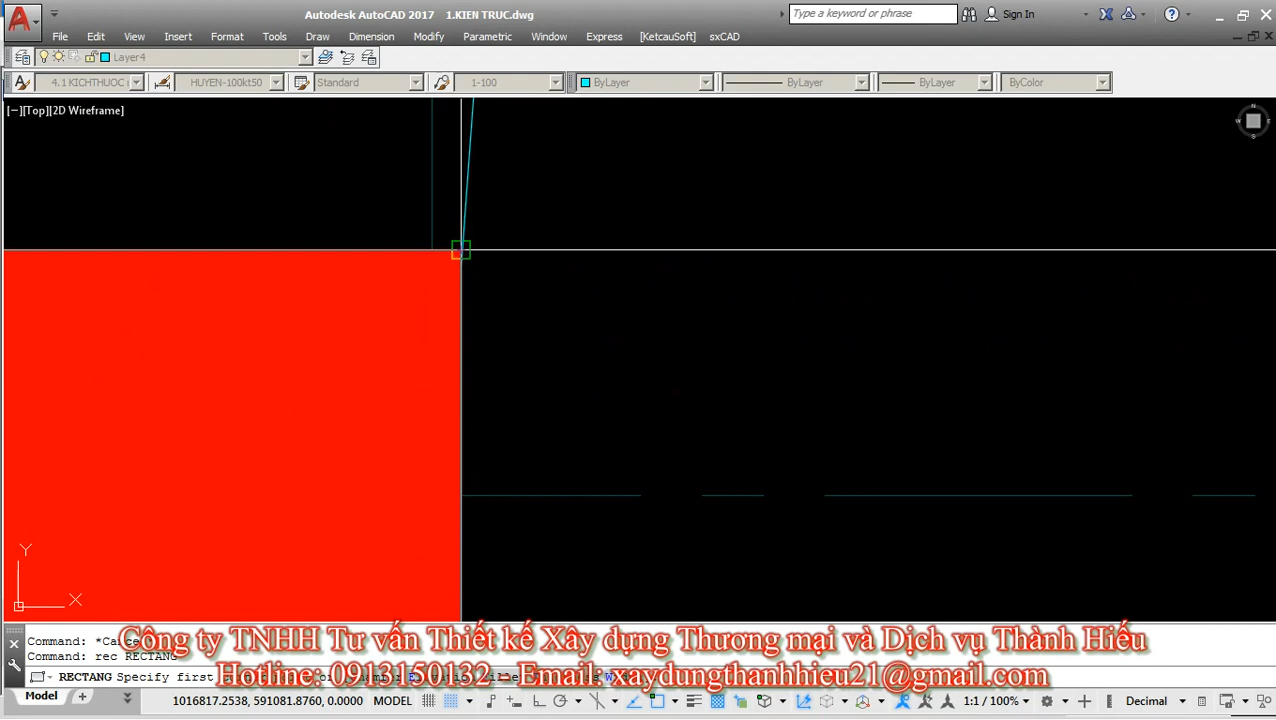 Autodesk AutoCAD 2017 1.KIEN TRUC.dwg
Type a keyword or phrase
Sign In
File Edit View Insert Format Tools Draw Dimension Modify Parametric Window Express [KetcauSoft] sxCAD
Layer4
4.1 KICHTHUOC HUYEN-100kt50 Standard 1-100 ByLayer ByLayer ByLayer ByColor
[−][Top][2D Wireframe]
N
W
E
S
Y
X
Command: *Cancel*
Command: rec RECTANG
Công ty TNHH Tư vấn Thiết kế Xây dựng Thương mại và Dịch vụ Thành Hiếu
RECTANG Specify first
Hotline: 0913150132 - Email: xaydungthanhhieu21@gmail.com
Model
1016817.2538, 591081.8760, 0.0000 MODEL
1:1 / 100%
Decimal